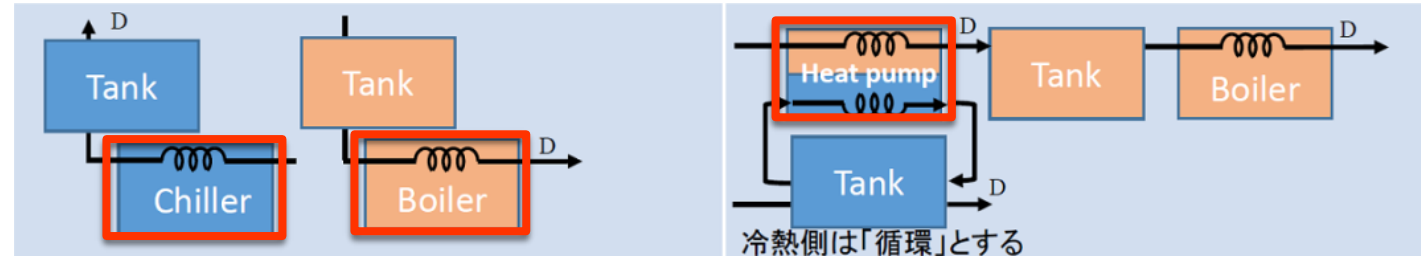 D
Tank
Chiller
Tank
D
Boiler
D
Heat pump
Tank
D
Boiler
Tank
D
冷熱側は「循環」とする